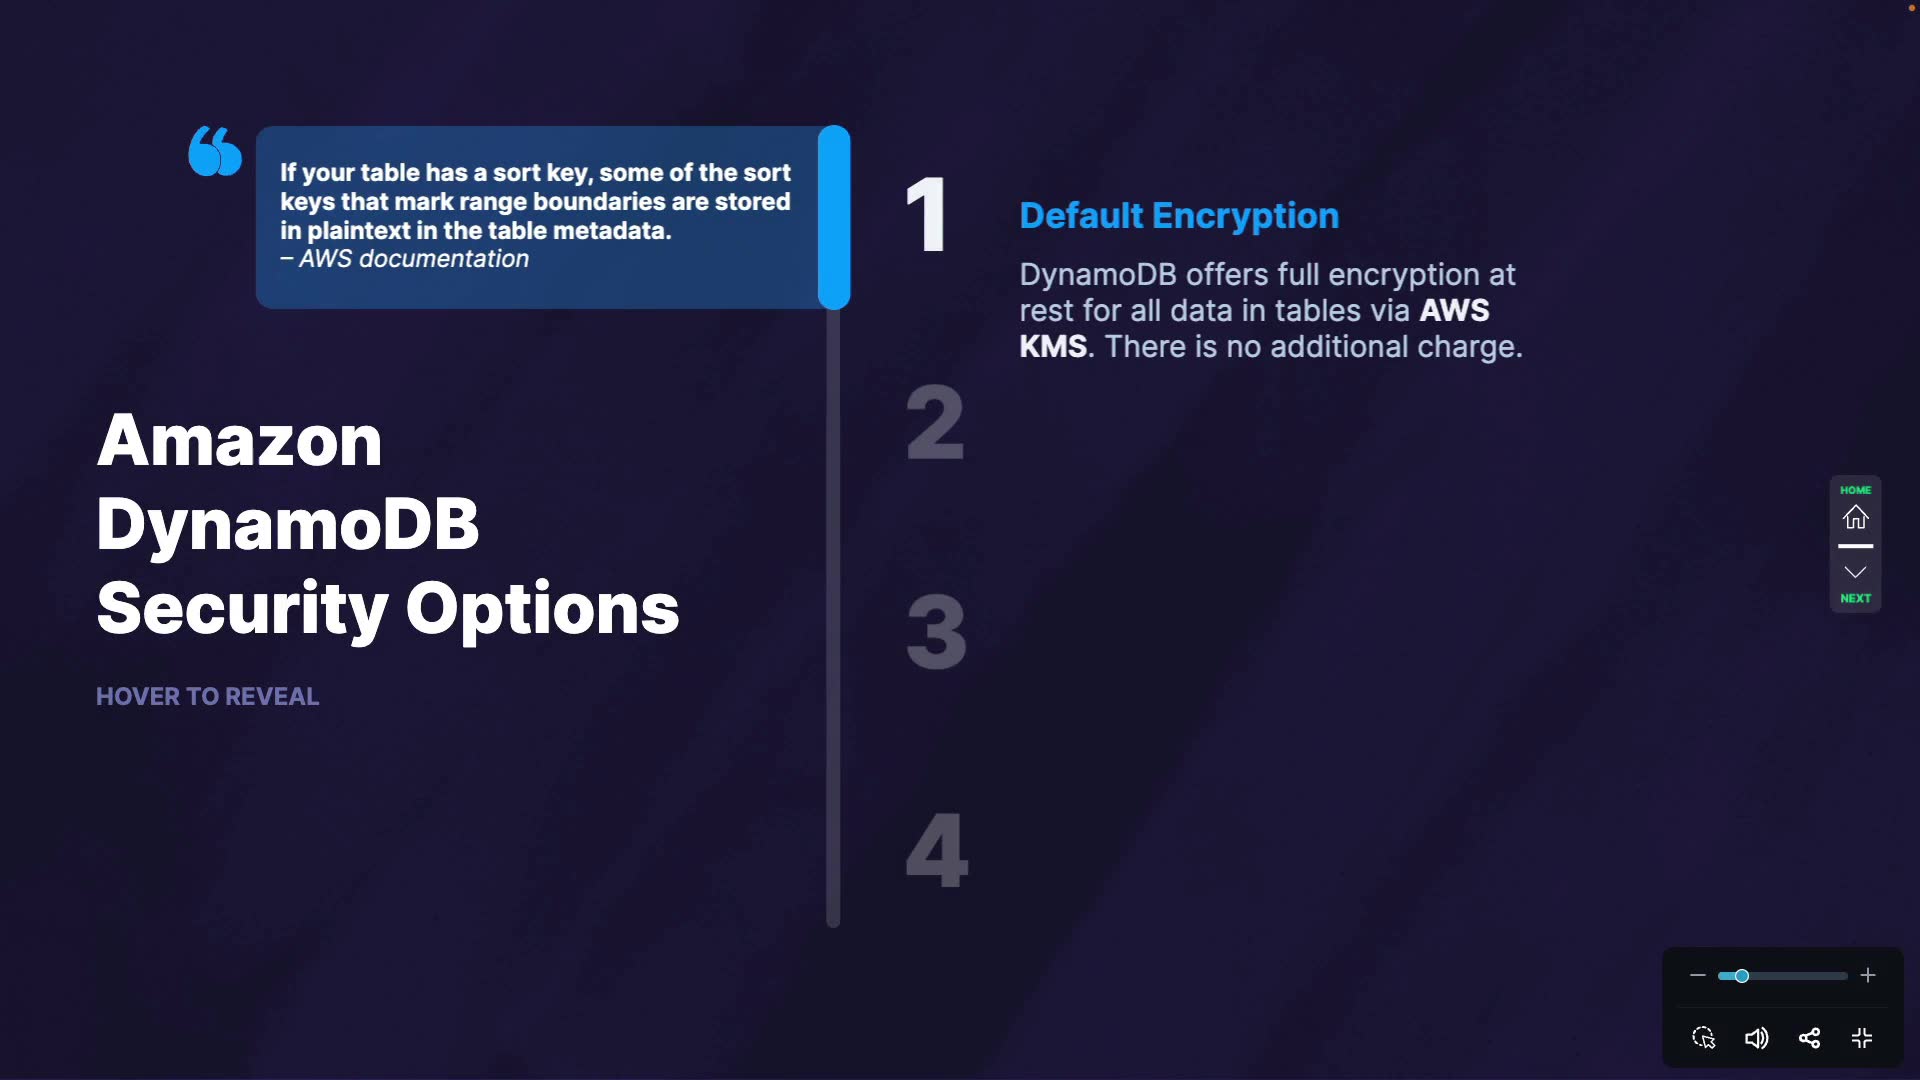 If your table has a sort key, some of the sort
keys that mark range boundaries are stored
in plaintext in the table metadata.
– AWS documentation
Amazon
DynamoDB
Security Options
HOVER TO REVEAL
1
Default Encryption
DynamoDB offers full encryption at
rest for all data in tables via AWS
KMS. There is no additional charge.
2
3
4
HOME
NEXT